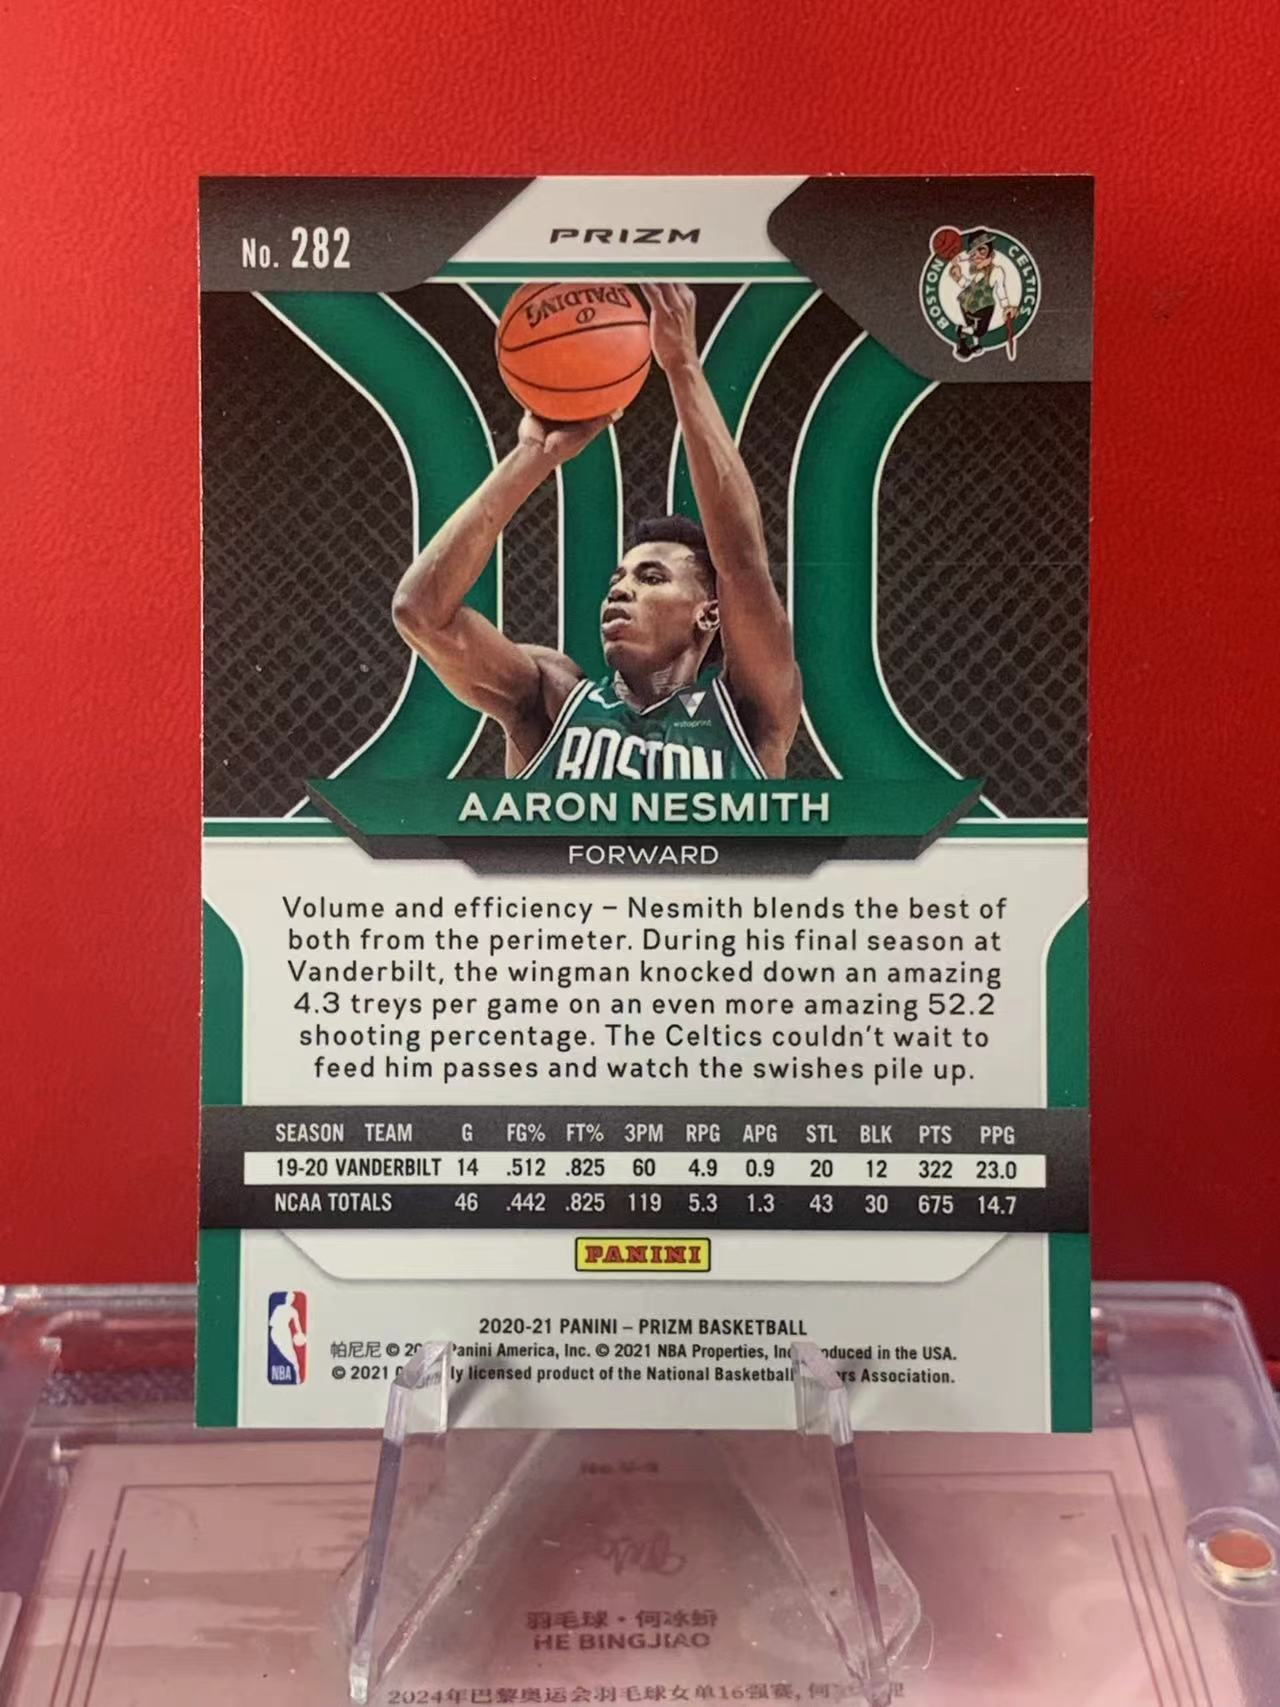 No. 282
PRIZM
BOSTON CELTICS
SPALDING
vistaprint
BOSTON
AARON NESMITH
FORWARD
Volume and efficiency – Nesmith blends the best of
both from the perimeter. During his final season at
Vanderbilt, the wingman knocked down an amazing
4.3 treys per game on an even more amazing 52.2
shooting percentage. The Celtics couldn't wait to
feed him passes and watch the swishes pile up.
SEASON TEAM G FG% FT% 3PM RPG APG STL BLK PTS PPG
19-20 VANDERBILT 14 .512 .825 60 4.9 0.9 20 12 322 23.0
NCAA TOTALS 46 .442 .825 119 5.3 1.3 43 30 675 14.7
PANINI
NBA
2020-21 PANINI – PRIZM BASKETBALL
帕尼尼 © Panini America, Inc. © 2021 NBA Properties, in the USA.
© 2021 licensed product of the National Basketball Association.
羽毛球・何冰娇
HE BINGJIAO
2024年巴黎奥运会羽毛球女单16强赛, 何